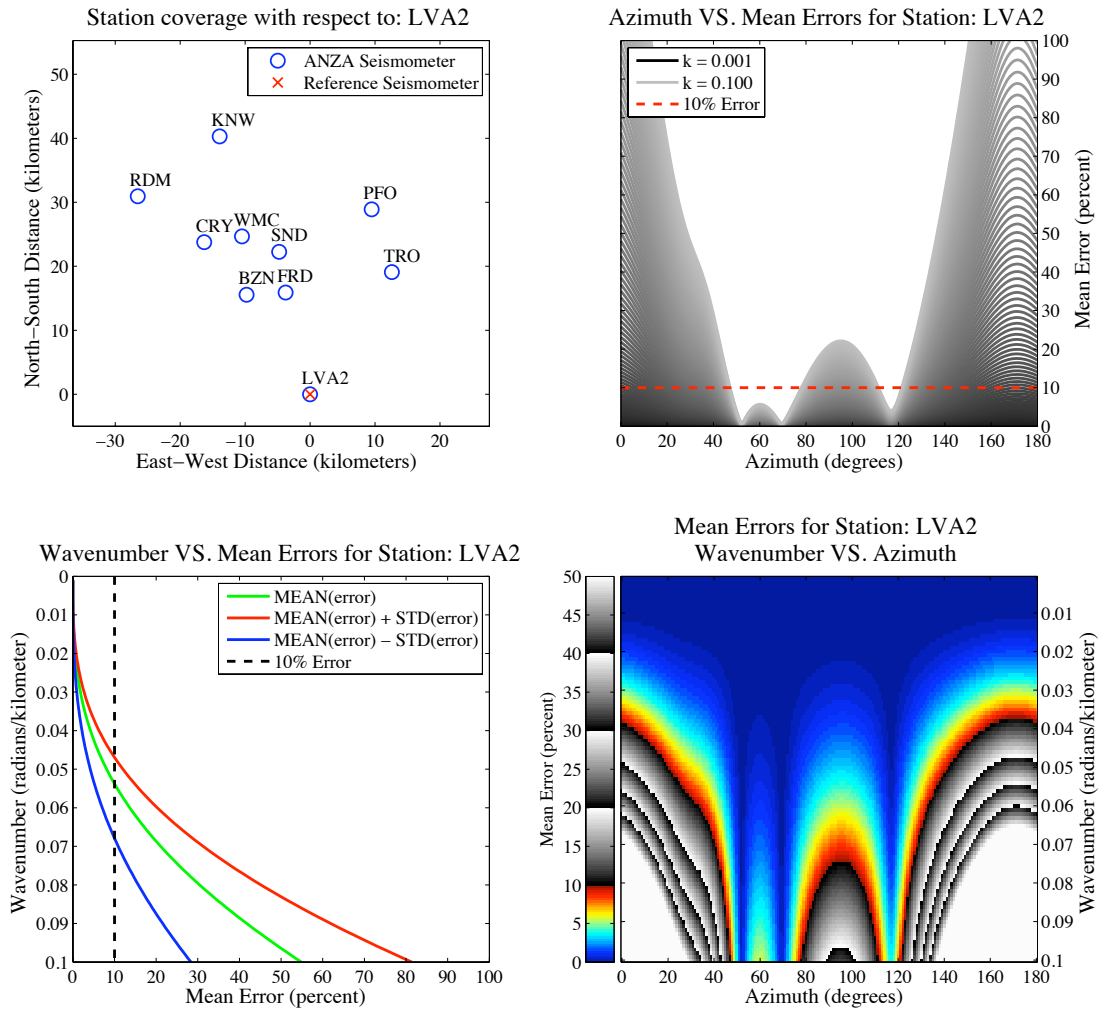 Station coverage with respect to: LVA2
ANZA Seismometer
Reference Seismometer
KNW
RDM
PFO
CRY
WMC
SND
TRO
BZN
FRD
LVA2
50
40
30
20
10
0
−30
−20
−10
0
10
20
North−South Distance (kilometers)
East−West Distance (kilometers)
Azimuth VS. Mean Errors for Station: LVA2
k = 0.001
k = 0.100
10% Error
100
90
80
70
60
50
40
30
20
10
0
Mean Error (percent)
0
20
40
60
80
100
120
140
160
180
Azimuth (degrees)
Wavenumber VS. Mean Errors for Station: LVA2
MEAN(error)
MEAN(error) + STD(error)
MEAN(error) − STD(error)
10% Error
0
0.01
0.02
0.03
0.04
0.05
0.06
0.07
0.08
0.09
0.1
Wavenumber (radians/kilometer)
0
10
20
30
40
50
60
70
80
90
100
Mean Error (percent)
Mean Errors for Station: LVA2
Wavenumber VS. Azimuth
50
45
40
35
30
25
20
15
10
5
0
Mean Error (percent)
0.01
0.02
0.03
0.04
0.05
0.06
0.07
0.08
0.09
0.1
Wavenumber (radians/kilometer)
0
20
40
60
80
100
120
140
160
180
Azimuth (degrees)